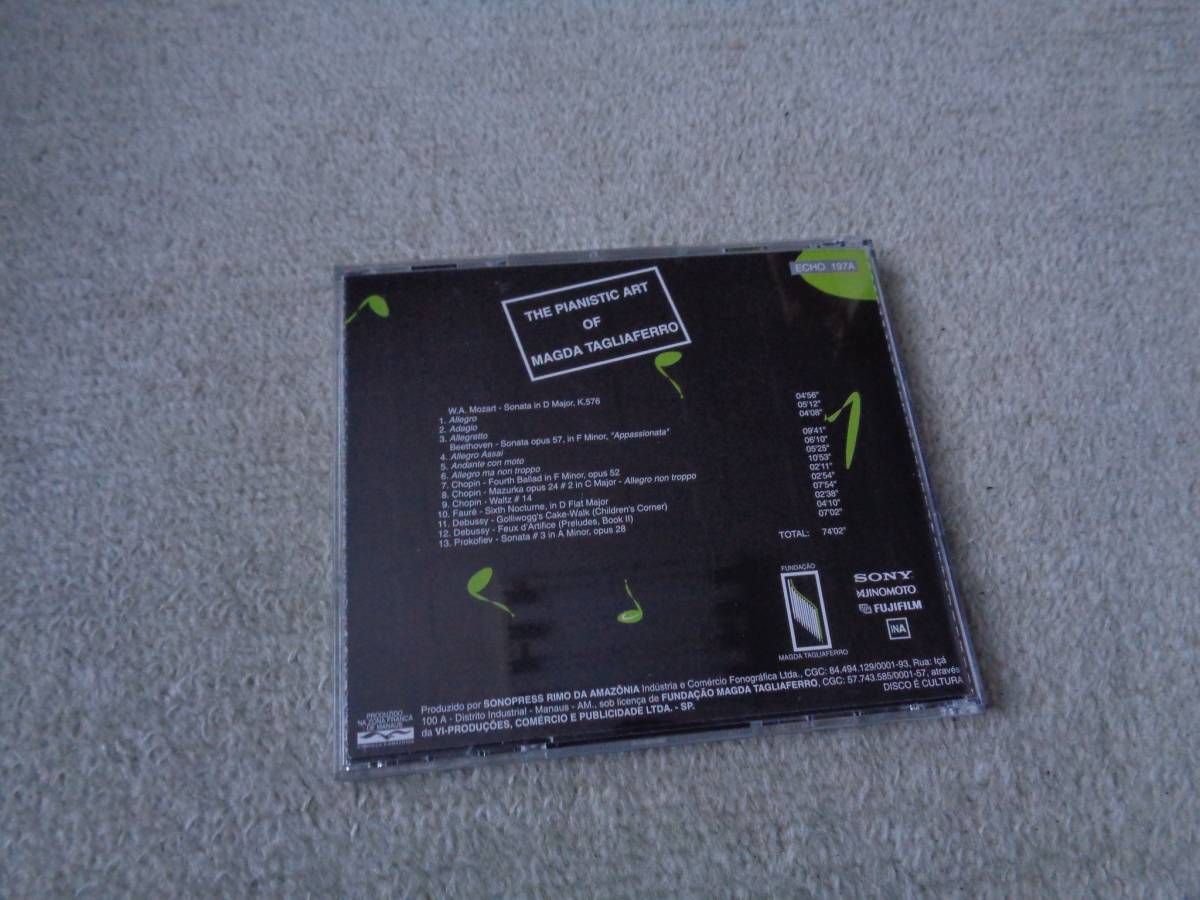 ECHO 197A
THE PIANISTIC ART
OF
MAGDA TAGLIAFERRO
W.A. Mozart - Sonata in D Major, K.576
1. Allegro 04'56"
2. Adagio 05'12"
3. Allegretto 04'08"
Beethoven - Sonata opus 57, in F Minor, "Appassionata"
4. Allegro Assai 09'41"
5. Andante con moto 06'10"
6. Allegro ma non troppo 05'25"
7. Chopin - Fourth Ballad in F Minor, opus 52 10'53"
8. Chopin - Mazurka opus 24 # 2 in C Major - Allegro non troppo 02'11"
9. Chopin - Waltz # 14 02'54"
10. Fauré - Sixth Nocturne, in D Flat Major 07'54"
11. Debussy - Golliwogg's Cake-Walk (Children's Corner) 02'38"
12. Debussy - Feux d'Artifice (Preludes, Book II) 04'10"
13. Prokofiev - Sonata # 3 in A Minor, opus 28 07'02"
TOTAL: 74'02"
FUNDAÇÃO
MAGDA TAGLIAFERRO
SONY
AJINOMOTO
FUJIFILM
INA
Produzido por SONOPRESS RIMO DA AMAZÔNIA Indústria e Comércio Fonográfica Ltda., CGC: 84.494.129/0001-93, Rua: Içá
100 A - Distrito Industrial - Manaus - AM., sob licença de FUNDAÇÃO MAGDA TAGLIAFERRO, CGC: 57.743.585/0001-57, através
da VI-PRODUÇÕES, COMÉRCIO E PUBLICIDADE LTDA. - SP.
DISCO É CULTURA
PRODUZIDO
NA ZONA FRANCA
DE MANAUS